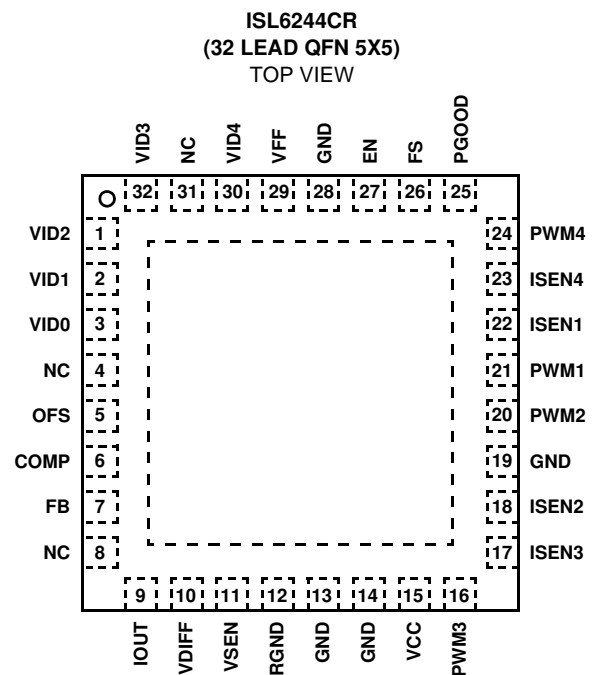 ISL6244CR
(32 LEAD QFN 5X5)
TOP VIEW
VID3 NC VID4 VFF GND EN FS PGOOD
32 31 30 29 28 27 26 25
VID2 1 24 PWM4
VID1 2 23 ISEN4
VID0 3 22 ISEN1
NC 4 21 PWM1
OFS 5 20 PWM2
COMP 6 19 GND
FB 7 18 ISEN2
NC 8 17 ISEN3
9 10 11 12 13 14 15 16
IOUT VDIFF VSEN RGND GND GND VCC PWM3